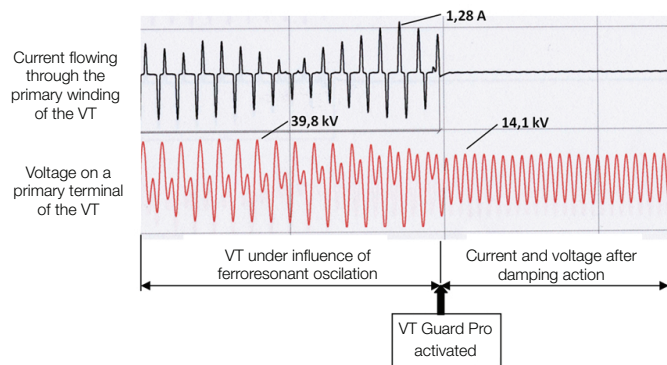 1,28 A
Current flowing
through the
primary winding
of the VT
39,8 kV
14,1 kV
Voltage on a
primary terminal
of the VT
VT under influence of
ferroresonant oscilation
Current and voltage after
damping action
VT Guard Pro
activated